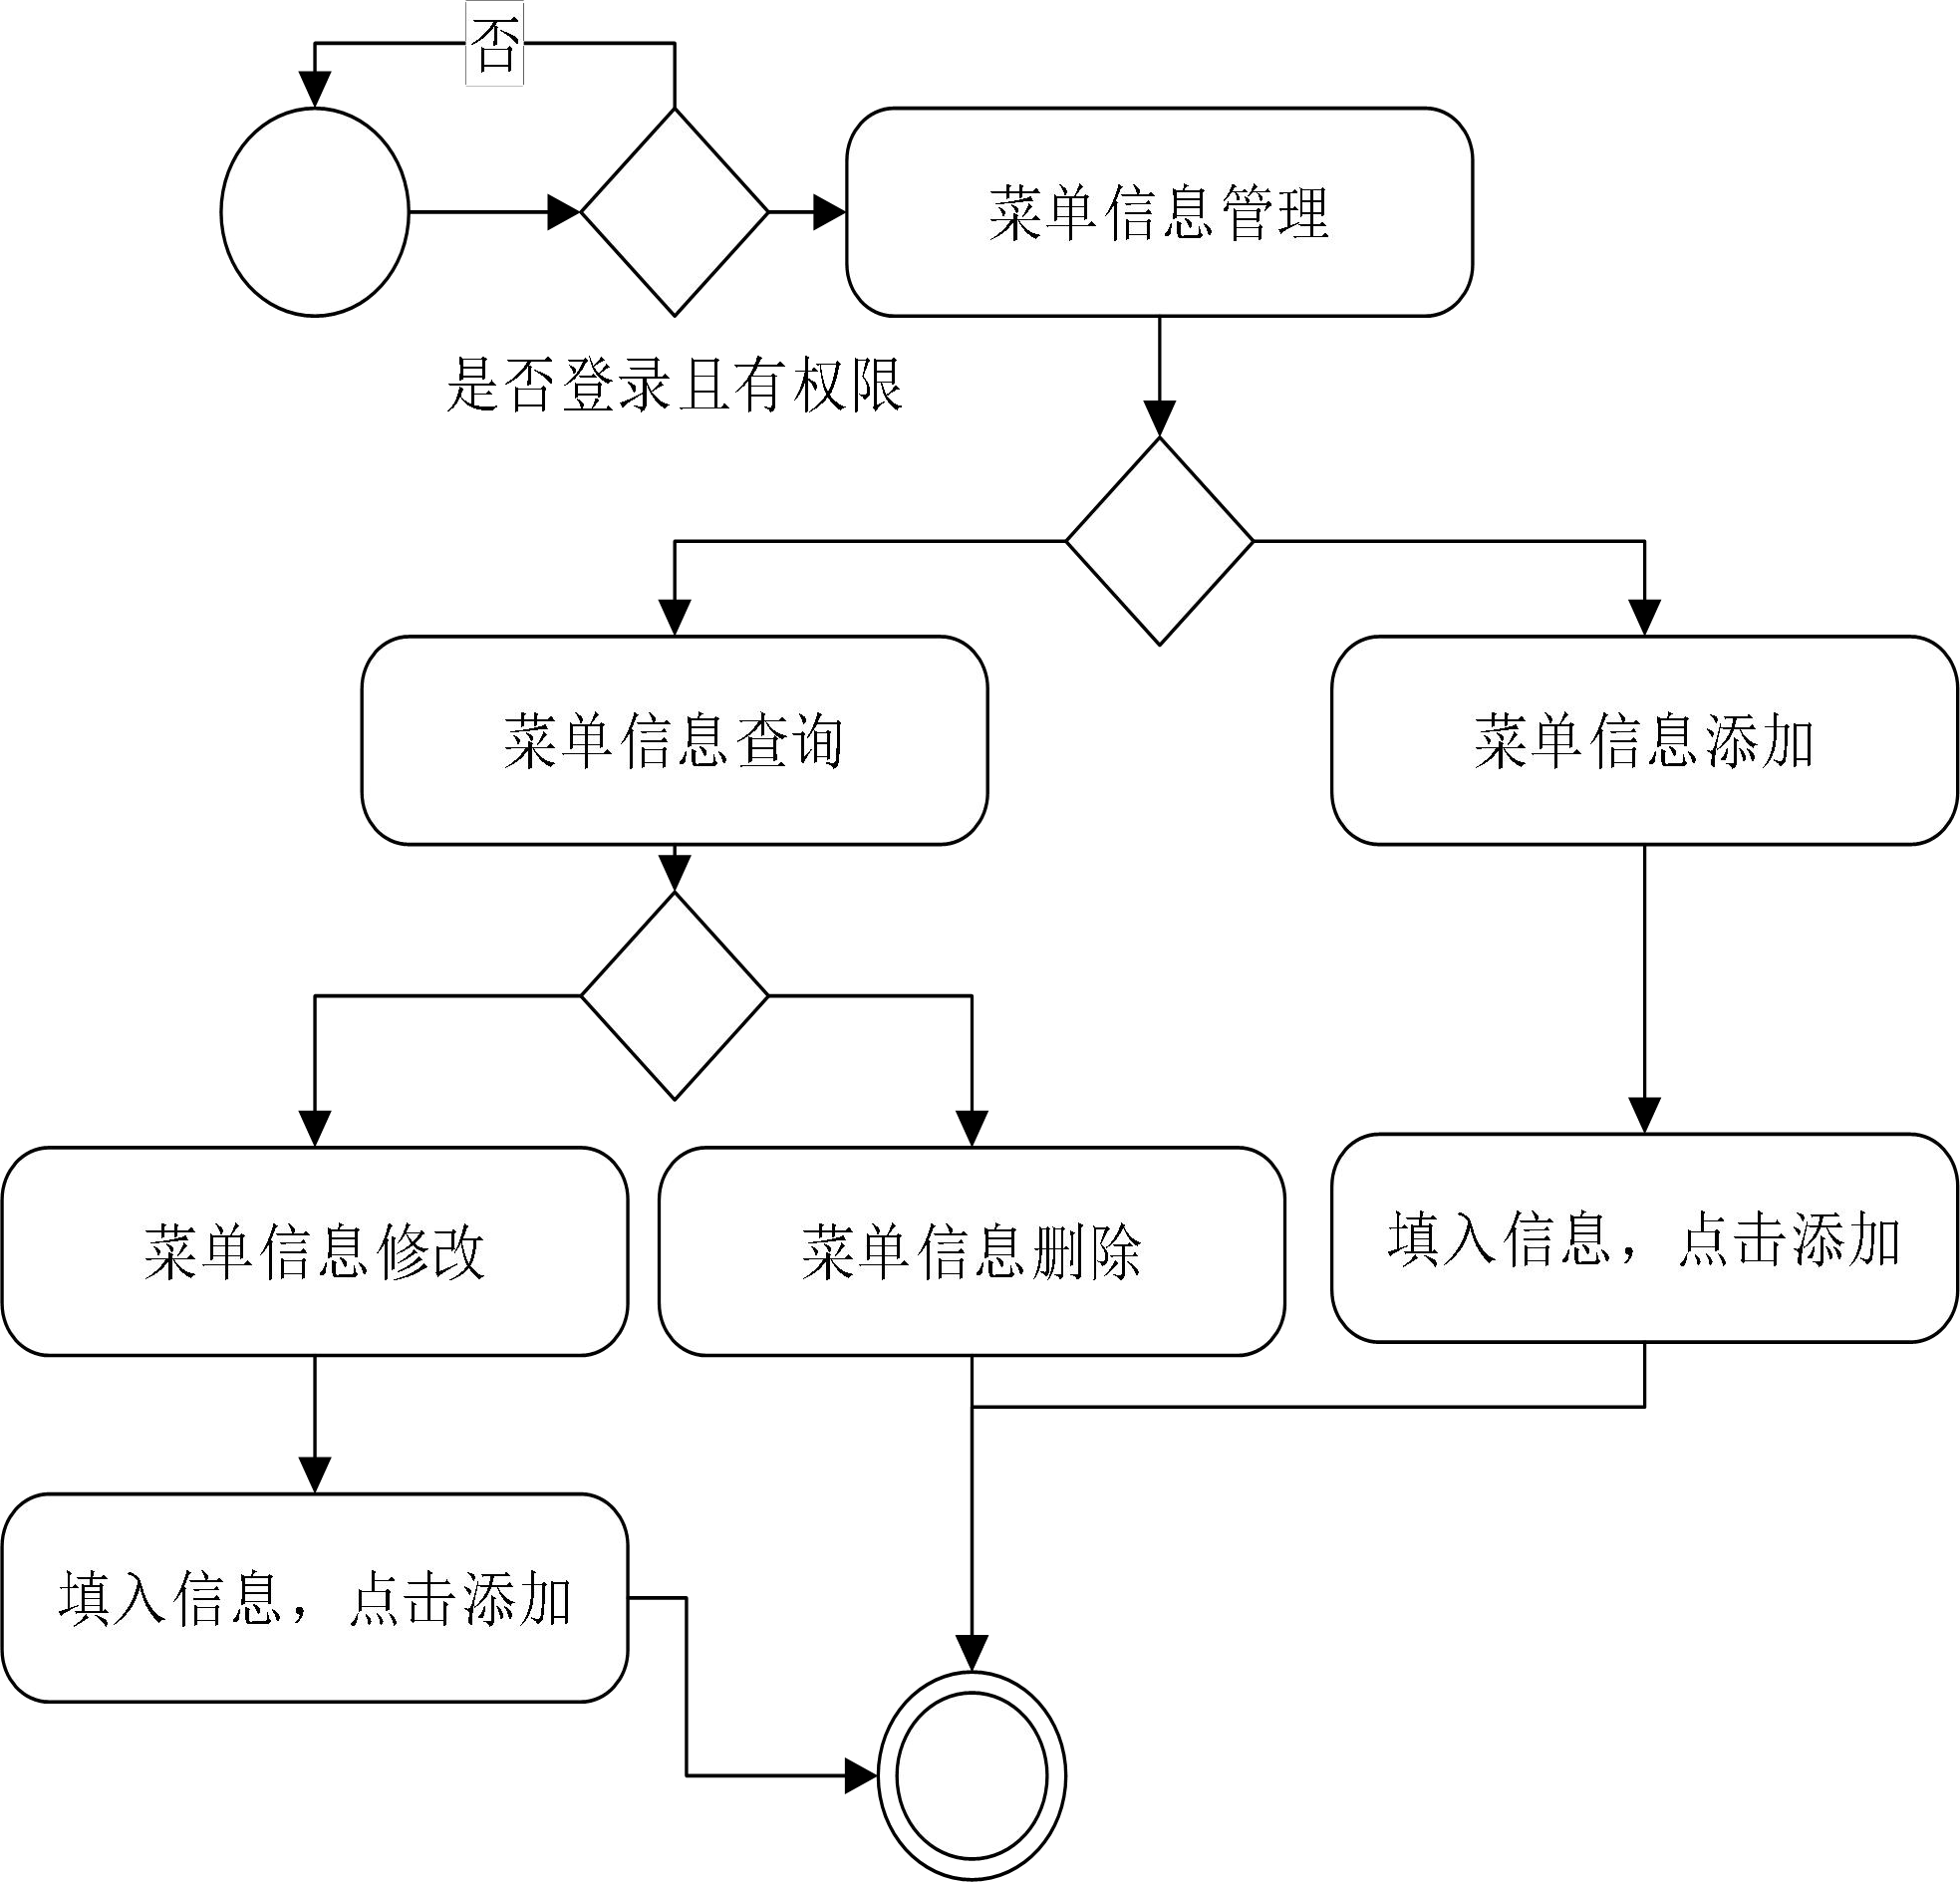 否
菜单信息管理
是否登录且有权限
菜单信息查询
菜单信息添加
菜单信息修改
菜单信息删除
填入信息，点击添加
填入信息，点击添加